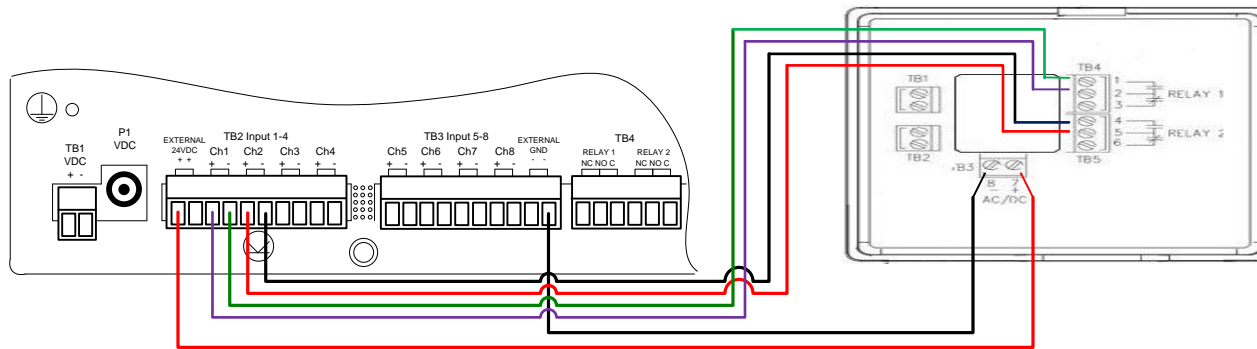 TB1
VDC
+ -
P1
VDC
EXTERNAL
24VDC
+ +
TB2 Input 1-4
Ch1 Ch2 Ch3 Ch4
+ - + - + - + -
TB3 Input 5-8
Ch5 Ch6 Ch7 Ch8
+ - + - + - + -
EXTERNAL
GND
- -
TB4
RELAY 1 RELAY 2
NC NO C NC NO C
TB1
TB2
TB4
1
2
3
RELAY 1
4
5
6
RELAY 2
TB5
+B3
8 7
- +
AC/DC